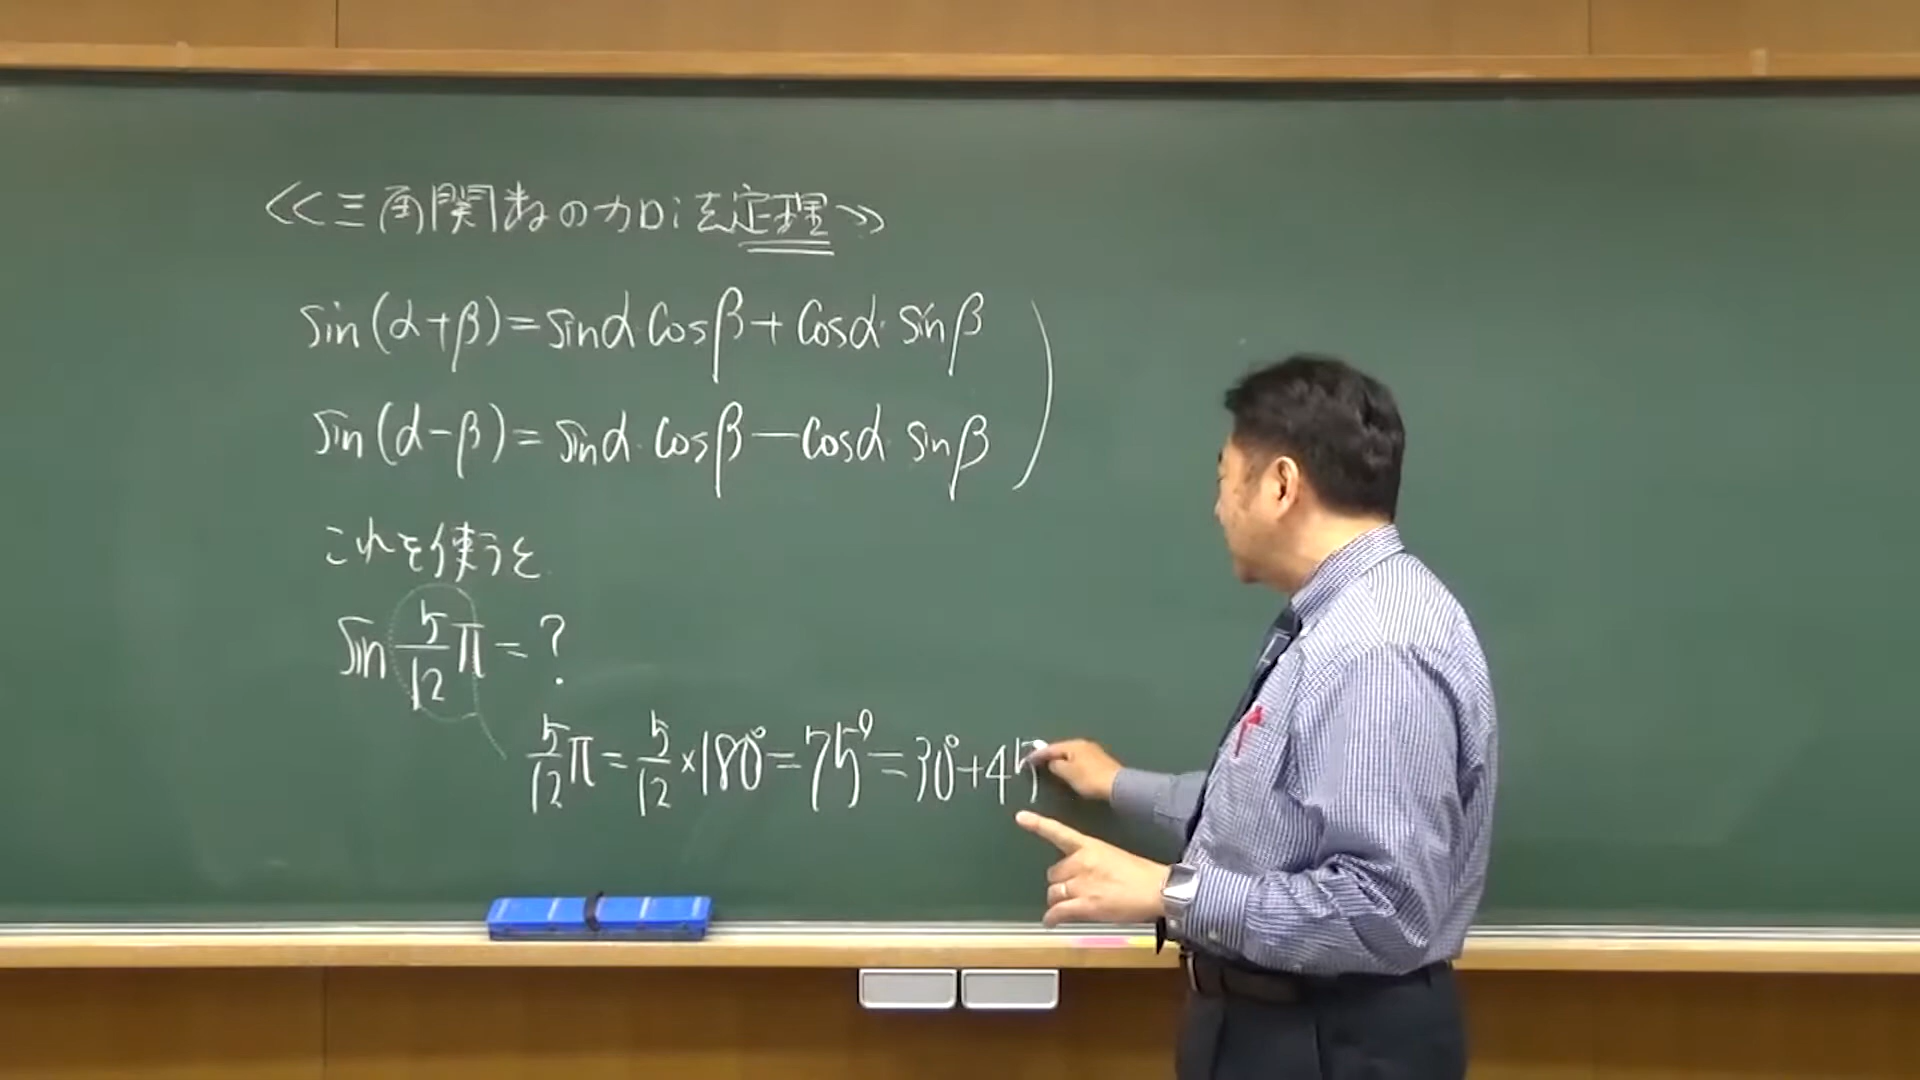 ≪三角関数の加法定理≫
sin(α+β)=sinα·cosβ+cosα·sinβ
sin(α-β)=sinα·cosβ-cosα sinβ
これを使うと
sin 5/12 π = ?
5/12 π = 5/12 × 180° = 75° = 30° + 45